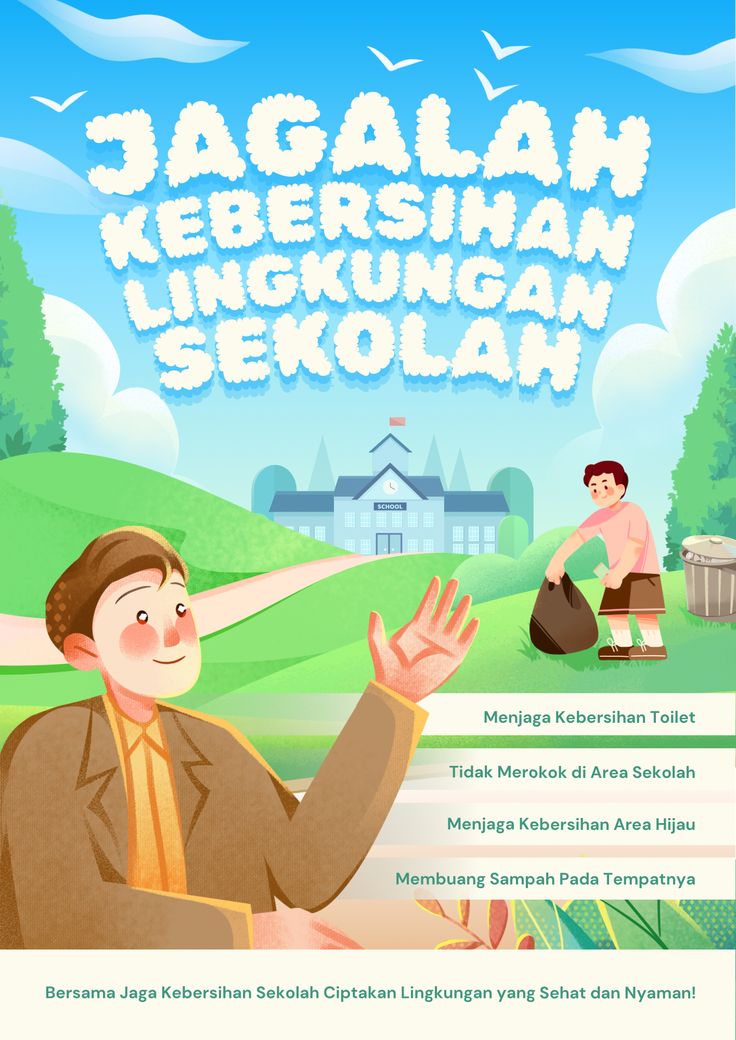 JAGALAH
KEBERSIHAN
LINGKUNGAN
SEKOLAH
SCHOOL
Menjaga Kebersihan Toilet
Tidak Merokok di Area Sekolah
Menjaga Kebersihan Area Hijau
Membuang Sampah Pada Tempatnya
Bersama Jaga Kebersihan Sekolah Ciptakan Lingkungan yang Sehat dan Nyaman!